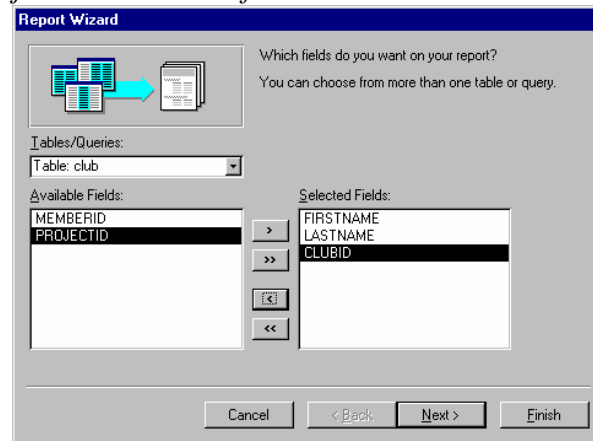 Report Wizard
Which fields do you want on your report?
You can choose from more than one table or query.
Tables/Queries:
Table: club
Available Fields:
Selected Fields:
MEMBERID
PROJECTID
FIRSTNAME
LASTNAME
CLUBID
>
>>
<
<<
Cancel
< Back
Next >
Finish